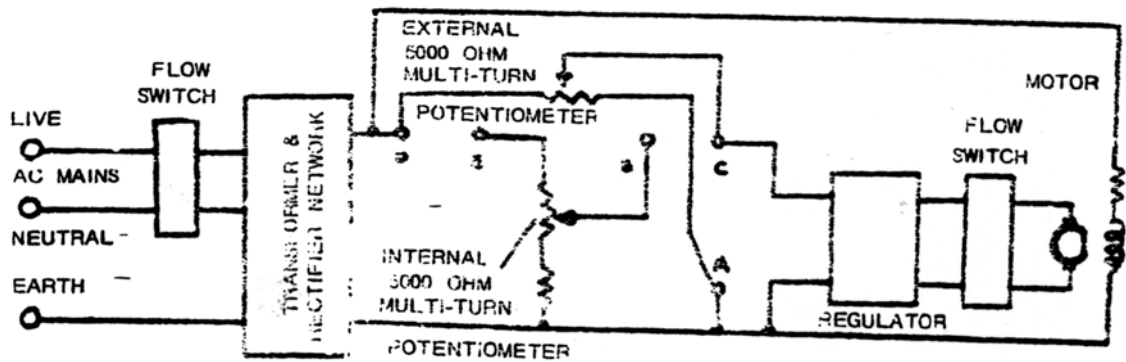 EXTERNAL
5000 OHM
MULTI-TURN
POTENTIOMETER
FLOW
SWITCH
MOTOR
LIVE
AC MAINS
NEUTRAL
EARTH
TRANSFORMER &
RECTIFIER NETWORK
FLOW
SWITCH
C
A
INTERNAL
5000 OHM
MULTI-TURN
POTENTIOMETER
REGULATOR